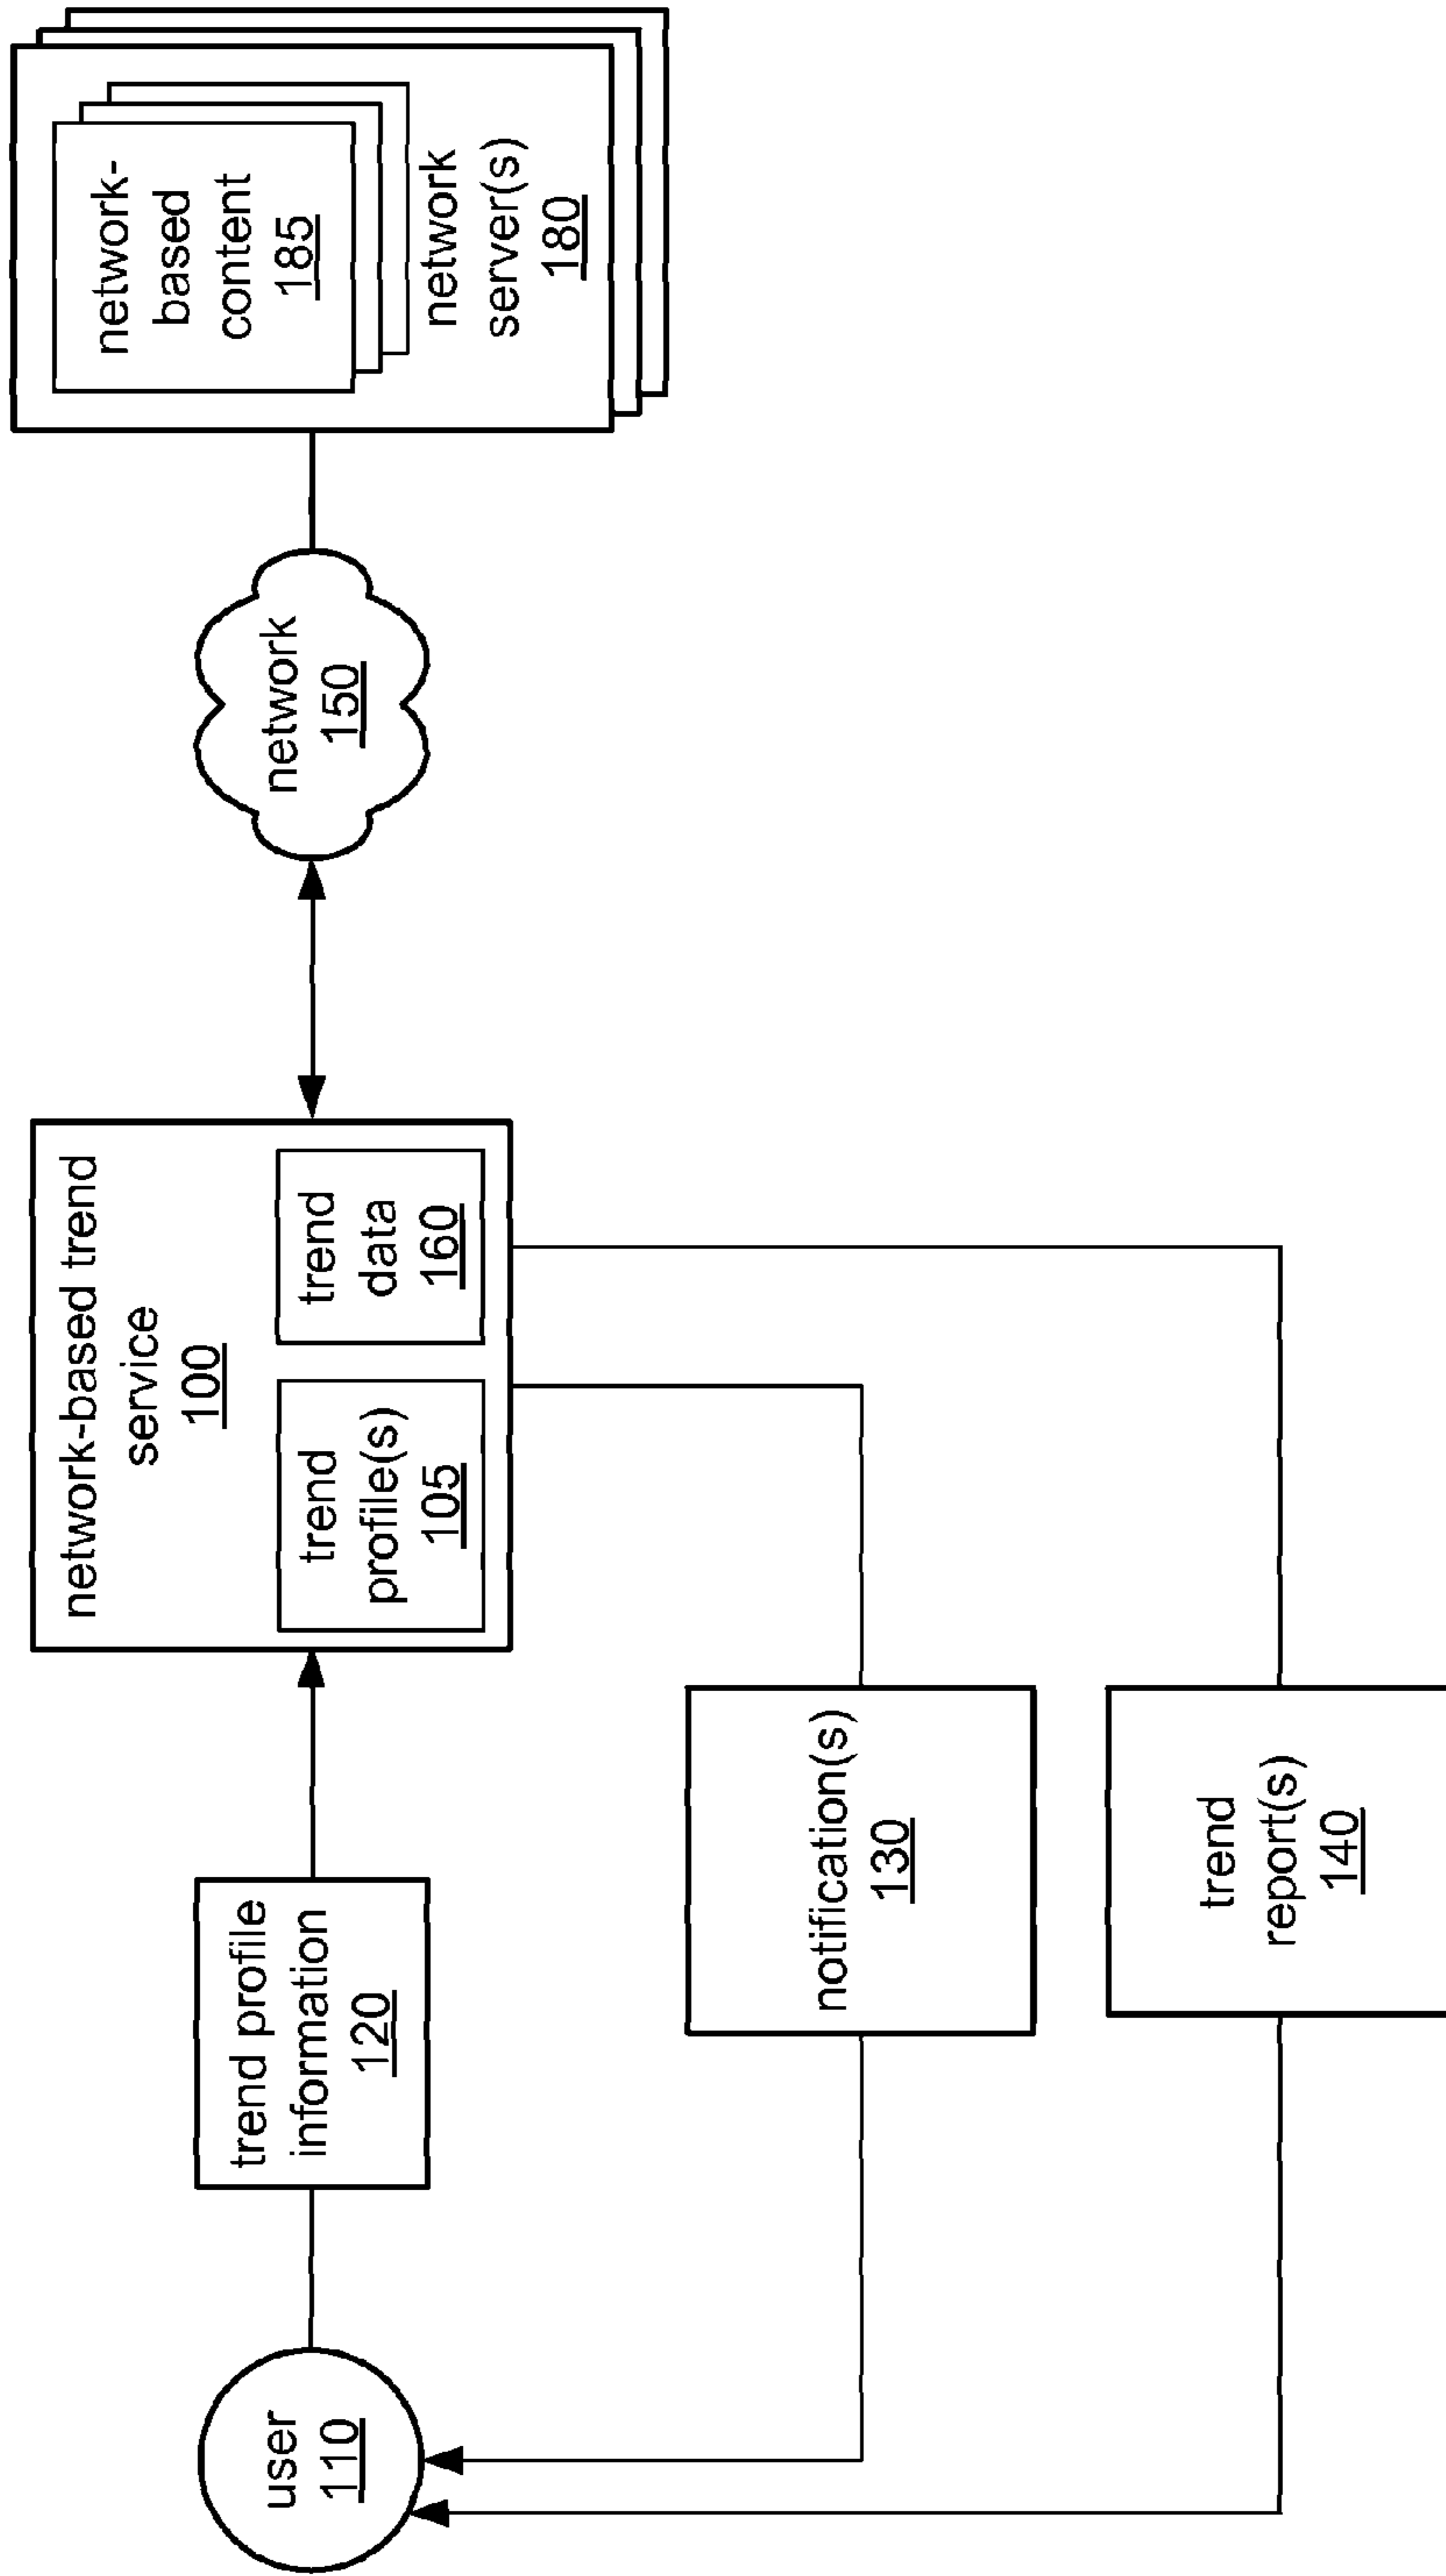 user
110
trend profile
information
120
network-based trend
service
100
trend
profile(s)
105
trend
data
160
network
150
network-
based
content
185
network
server(s)
180
notification(s)
130
trend
report(s)
140